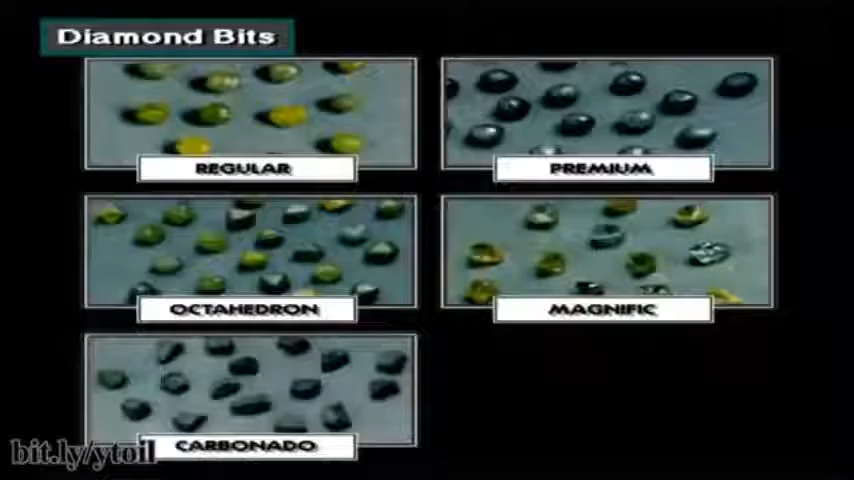 Diamond Bits
REGULAR
PREMIUM
OCTAHEDRON
MAGNIFIC
CARBONADO
bit.ly/ytoil